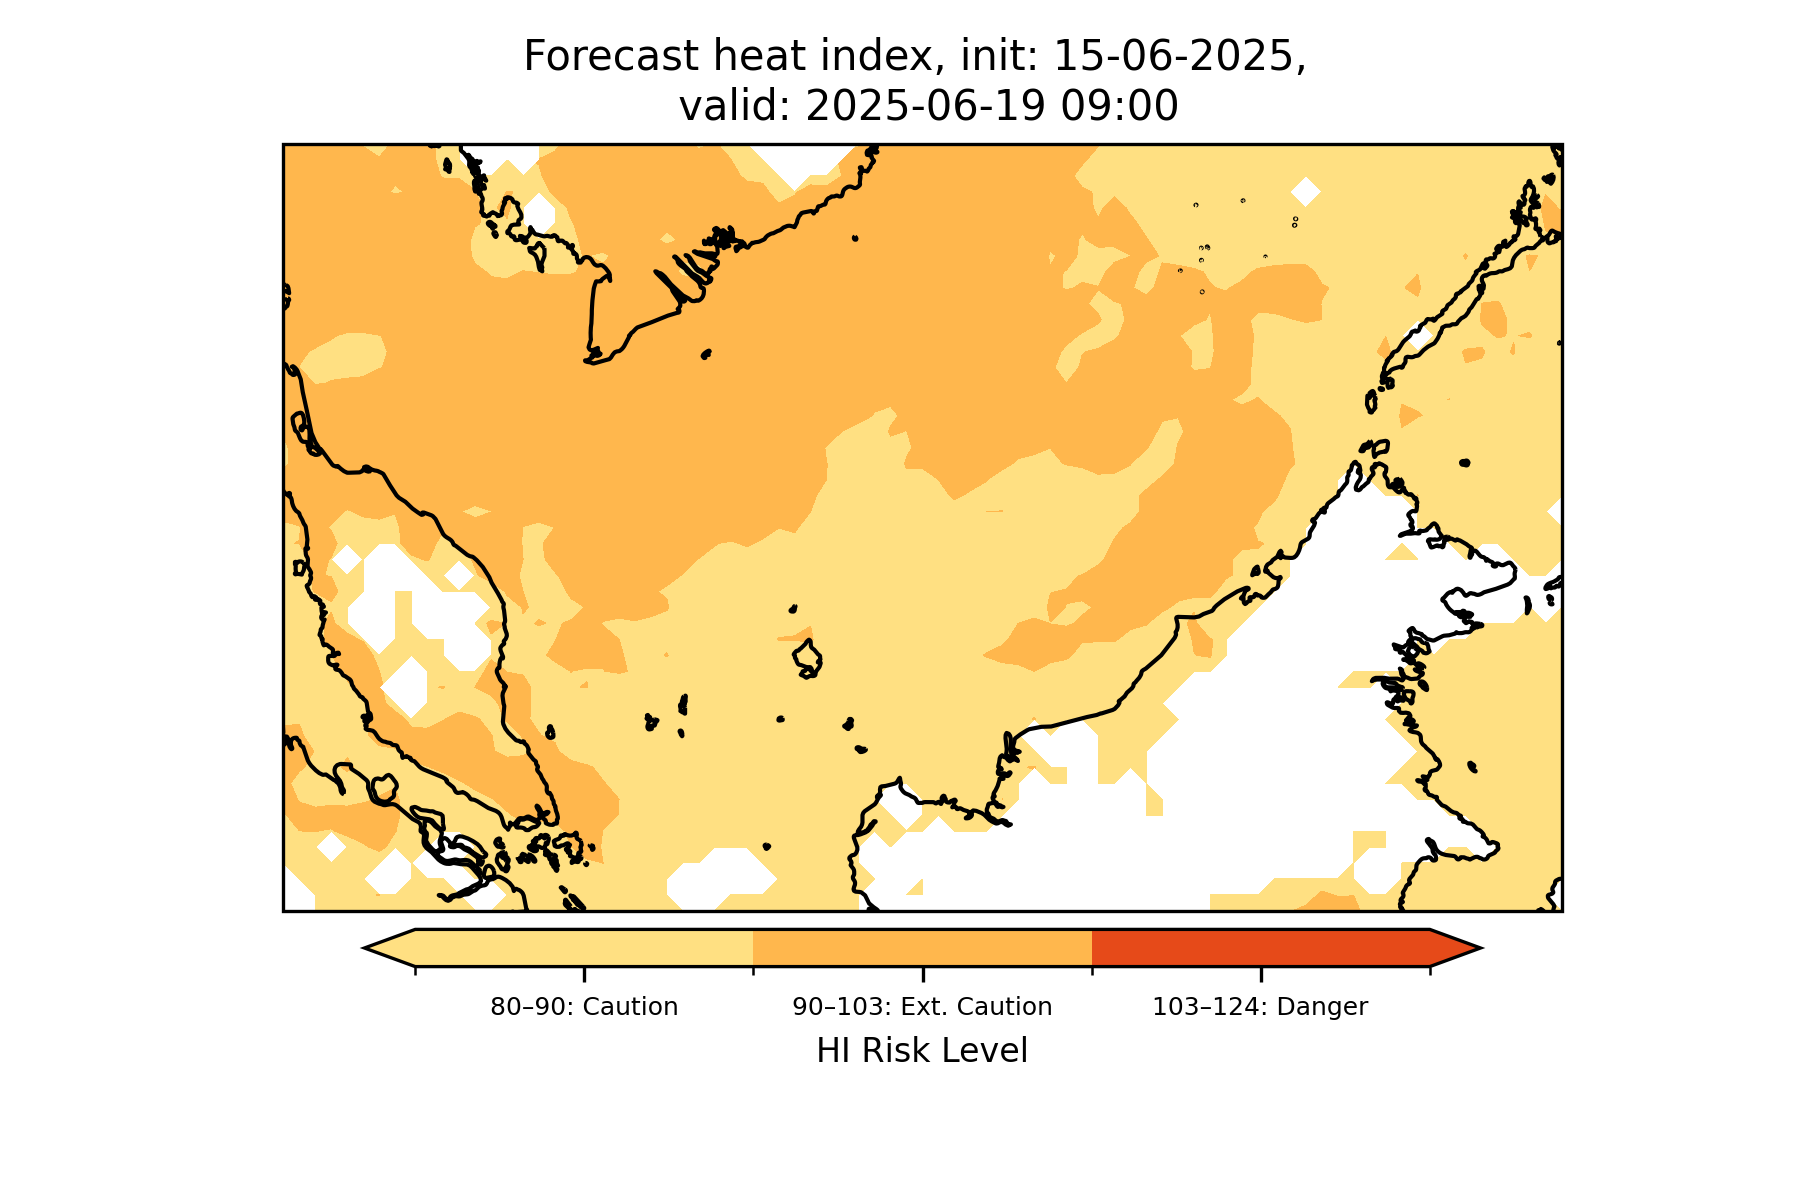 Forecast heat index, init: 15-06-2025,
valid: 2025-06-19 09:00
80–90: Caution
90–103: Ext. Caution
103–124: Danger
HI Risk Level